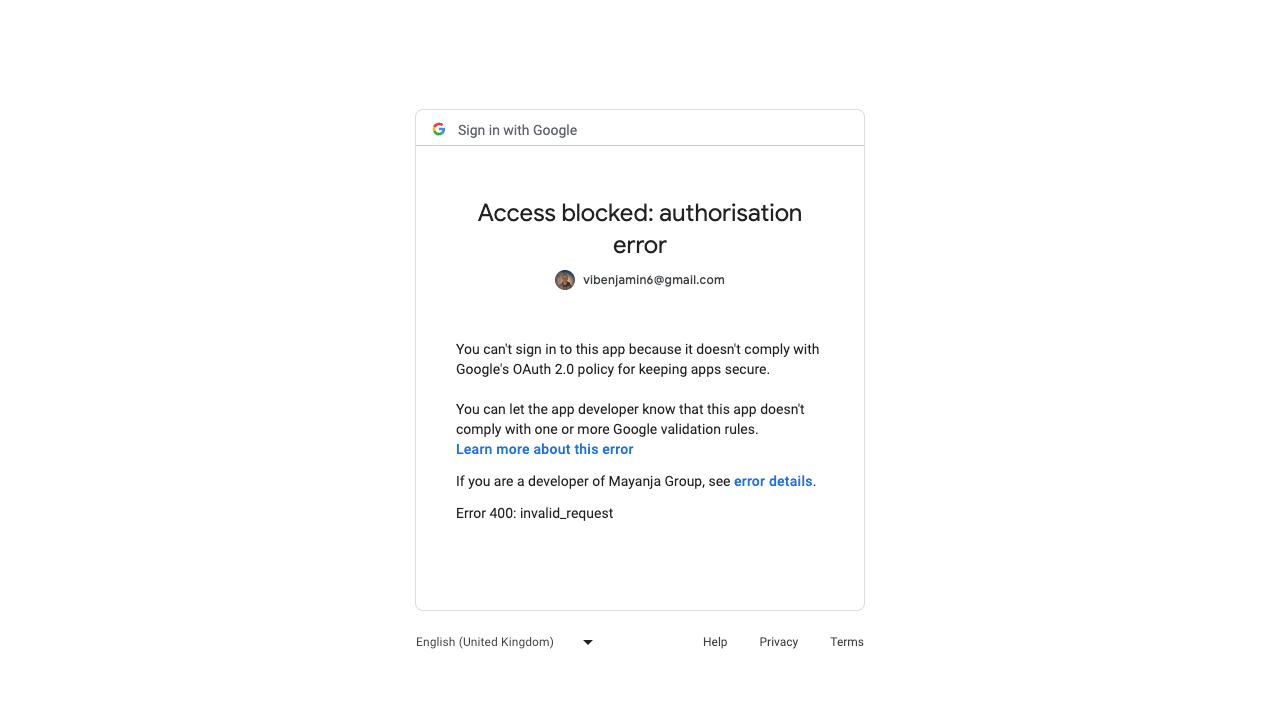 Sign in with Google
Access blocked: authorisation
error
vibenjamin6@gmail.com
You can't sign in to this app because it doesn't comply with
Google's OAuth 2.0 policy for keeping apps secure.
You can let the app developer know that this app doesn't
comply with one or more Google validation rules.
Learn more about this error
If you are a developer of Mayanja Group, see error details.
Error 400: invalid_request
English (United Kingdom) Help Privacy Terms